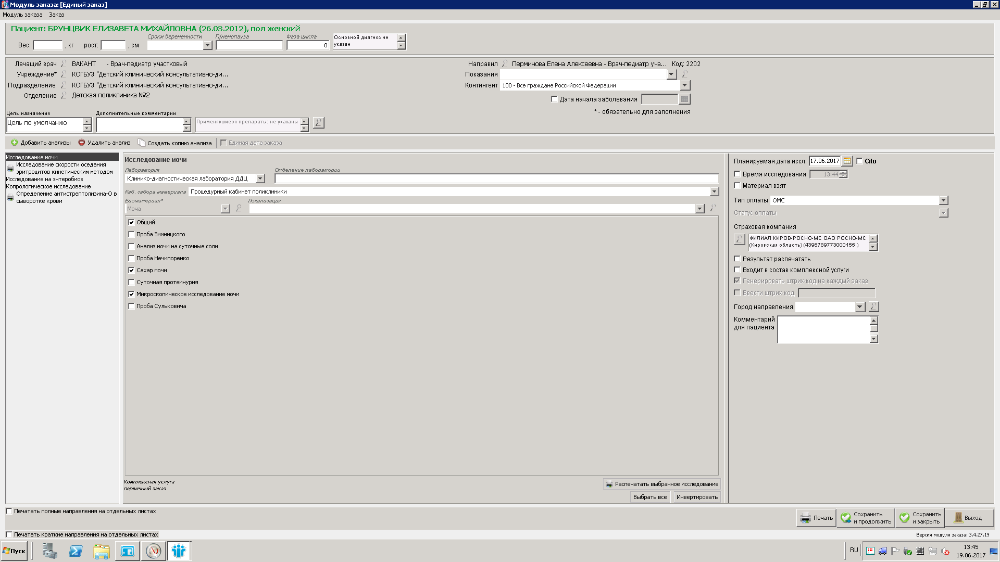 Модуль заказа: [Единый заказ]
Модуль заказа Заказ
Пациент: БРУНЦВИК ЕЛИЗАВЕТА МИХАЙЛОВНА (26.03.2012), пол женский
Сроки беременности П/менопауза Фаза цикла
Вес: , кг рост: , см 0
Основной диагноз не
указан
Лечащий врач ВАКАНТ - Врач-педиатр участковый
Учреждение* КОГБУЗ "Детский клинический консультативно-ди...
Подразделение КОГБУЗ "Детский клинический консультативно-ди...
Отделение Детская поликлиника №2
Направил Перминова Елена Алексеевна - Врач-педиатр уча... Код: 2202
Показания
Контингент 100 - Все граждане Российской Федерации
Дата начала заболевания
* - обязательно для заполнения
Цель назначения Дополнительные комментарии
Цель по умолчанию Применявшиеся препараты: не указаны
Добавить анализы Удалить анализ Создать копию анализа Единая дата заказа
Исследование мочи
Исследование скорости оседания
эритроцитов кинетическим методом
Исследование на энтеробиоз
Копрологическое исследование
Определение антистрептолизина-О в
сыворотке крови
Исследование мочи
Лаборатория Отделение лаборатории
Клинико-диагностическая лаборатория ДДЦ
Каб. забора материала Процедурный кабинет поликлиники
Биоматериал* Локализация
Моча
Общий
Проба Зимницкого
Анализ мочи на суточные соли
Проба Нечипоренко
Сахар мочи
Суточная протеинурия
Микроскопическое исследование мочи
Проба Сульковича
Комплексная услуга
первичный заказ
Распечатать выбранное исследование
Выбрать все Инвертировать
Планируемая дата иссл. 17.06.2017 Cito
Время исследования 13:44
Материал взят
Тип оплаты ОМС
Статус оплаты
Страховая компания
ФИЛИАЛ КИРОВ-РОСНО-МС ОАО РОСНО-МС
(Кировская область) (4396789773000155 )
Результат распечатать
Входит в состав комплексной услуги
Генерировать штрих-код на каждый заказ
Ввести штрих-код
Город направления
Комментарий
для пациента
Печатать полные направления на отдельных листах
Печать
Сохранить
и продолжить
Сохранить
и закрыть
Выход
Печатать краткие направления на отдельных листах
Версия модуля заказа: 3.4.27.19
Пуск
RU
13:45
19.06.2017